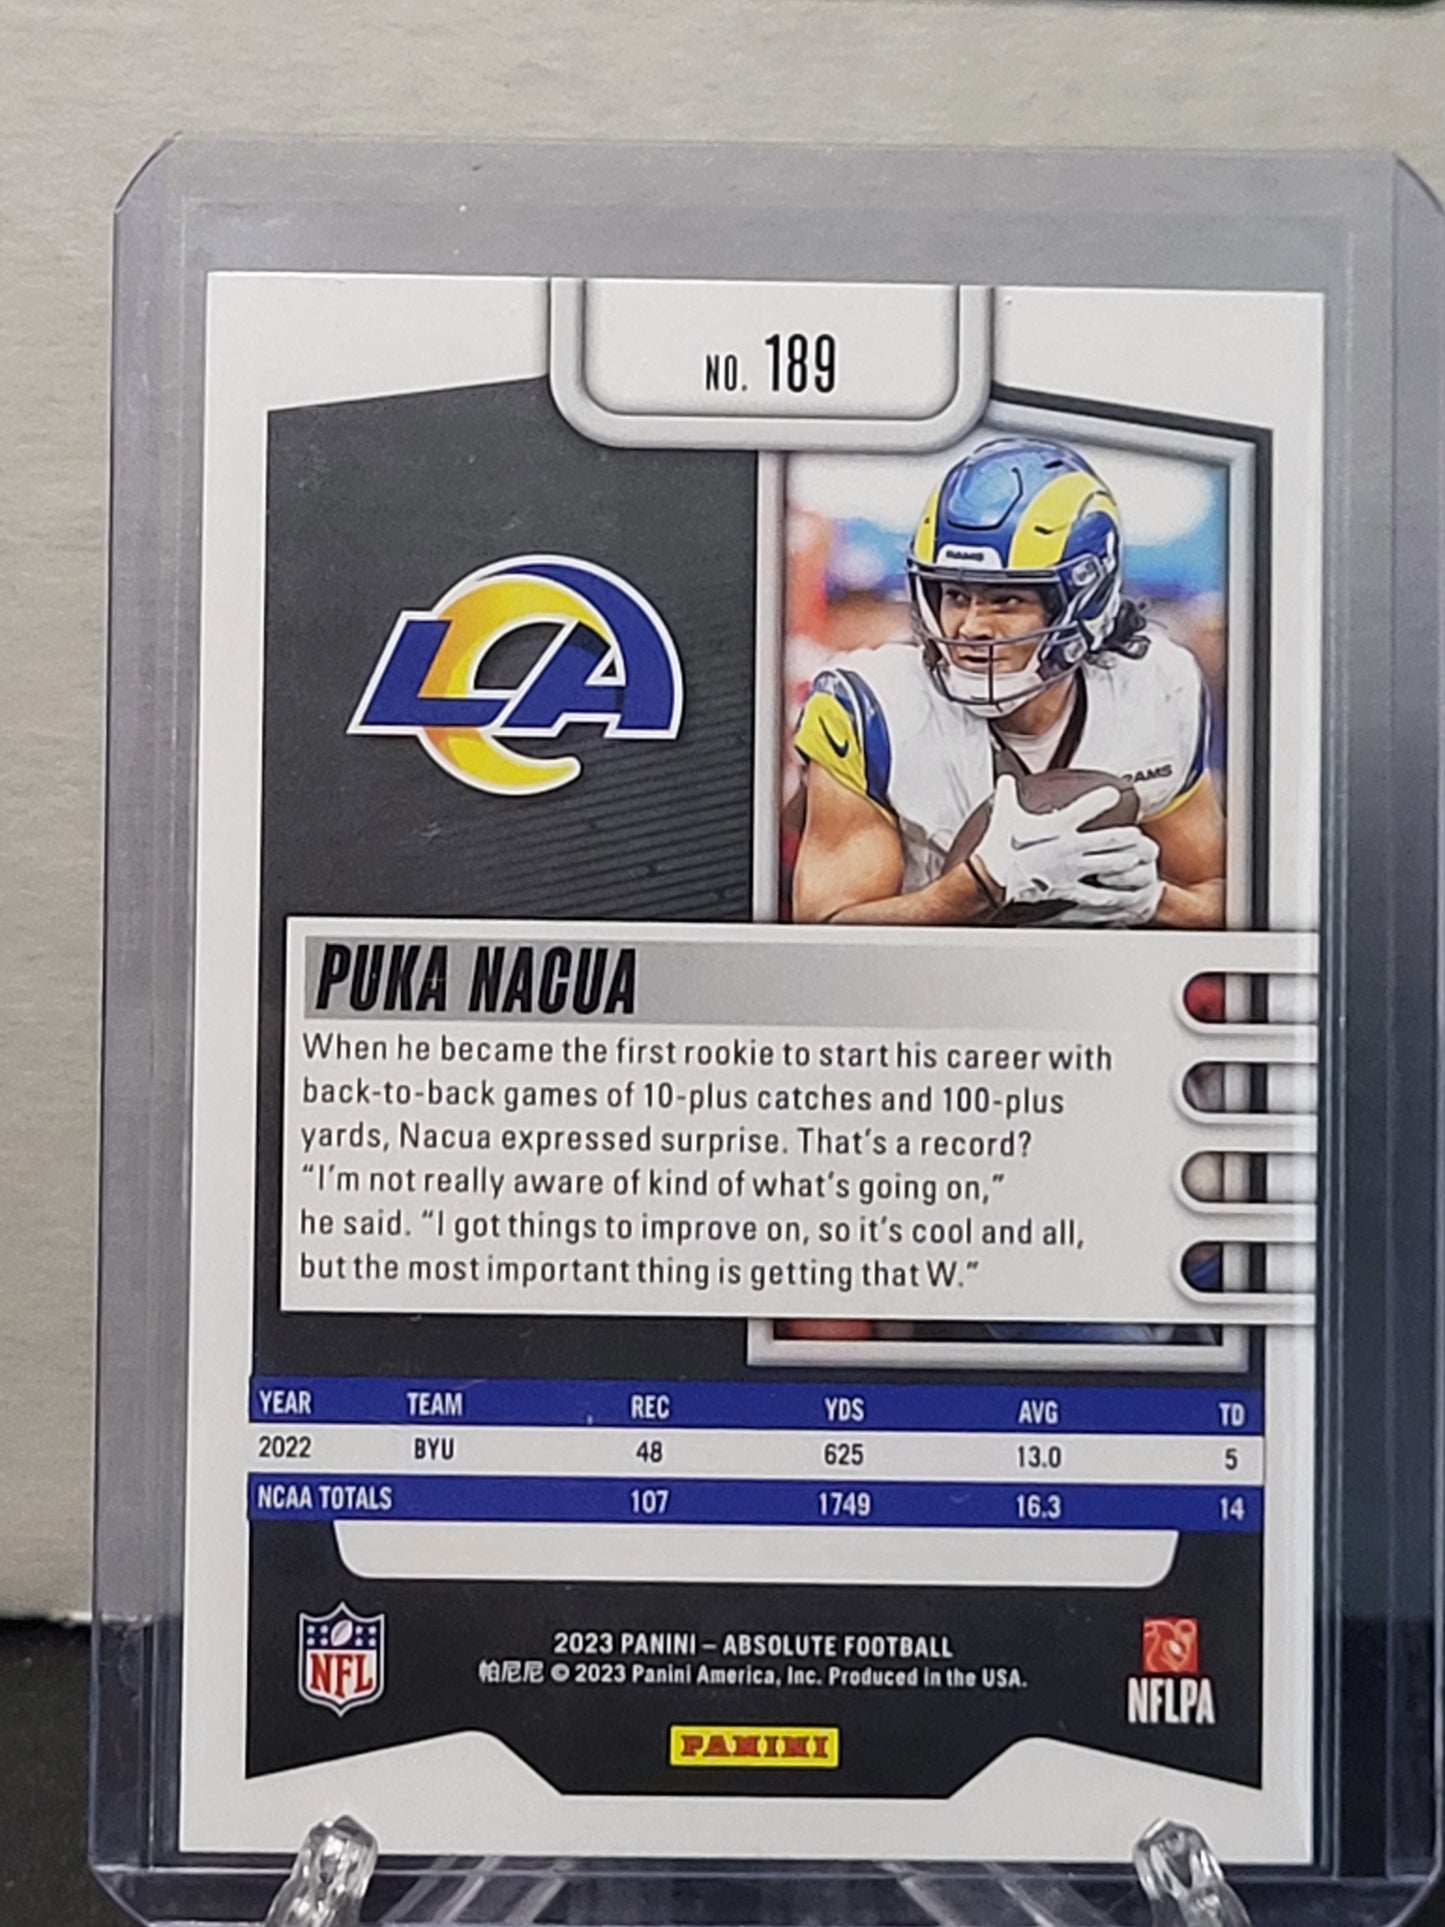 NO. 189
LA
RAMS
RAMS
PUKA NACUA
When he became the first rookie to start his career with
back-to-back games of 10-plus catches and 100-plus
yards, Nacua expressed surprise. That's a record?
“I'm not really aware of kind of what's going on,”
he said. “I got things to improve on, so it's cool and all,
but the most important thing is getting that W.”
YEAR TEAM REC YDS AVG TD
2022 BYU 48 625 13.0 5
NCAA TOTALS 107 1749 16.3 14
NFL
2023 PANINI – ABSOLUTE FOOTBALL
帕尼尼 © 2023 Panini America, Inc. Produced in the USA.
NFLPA
PANINI